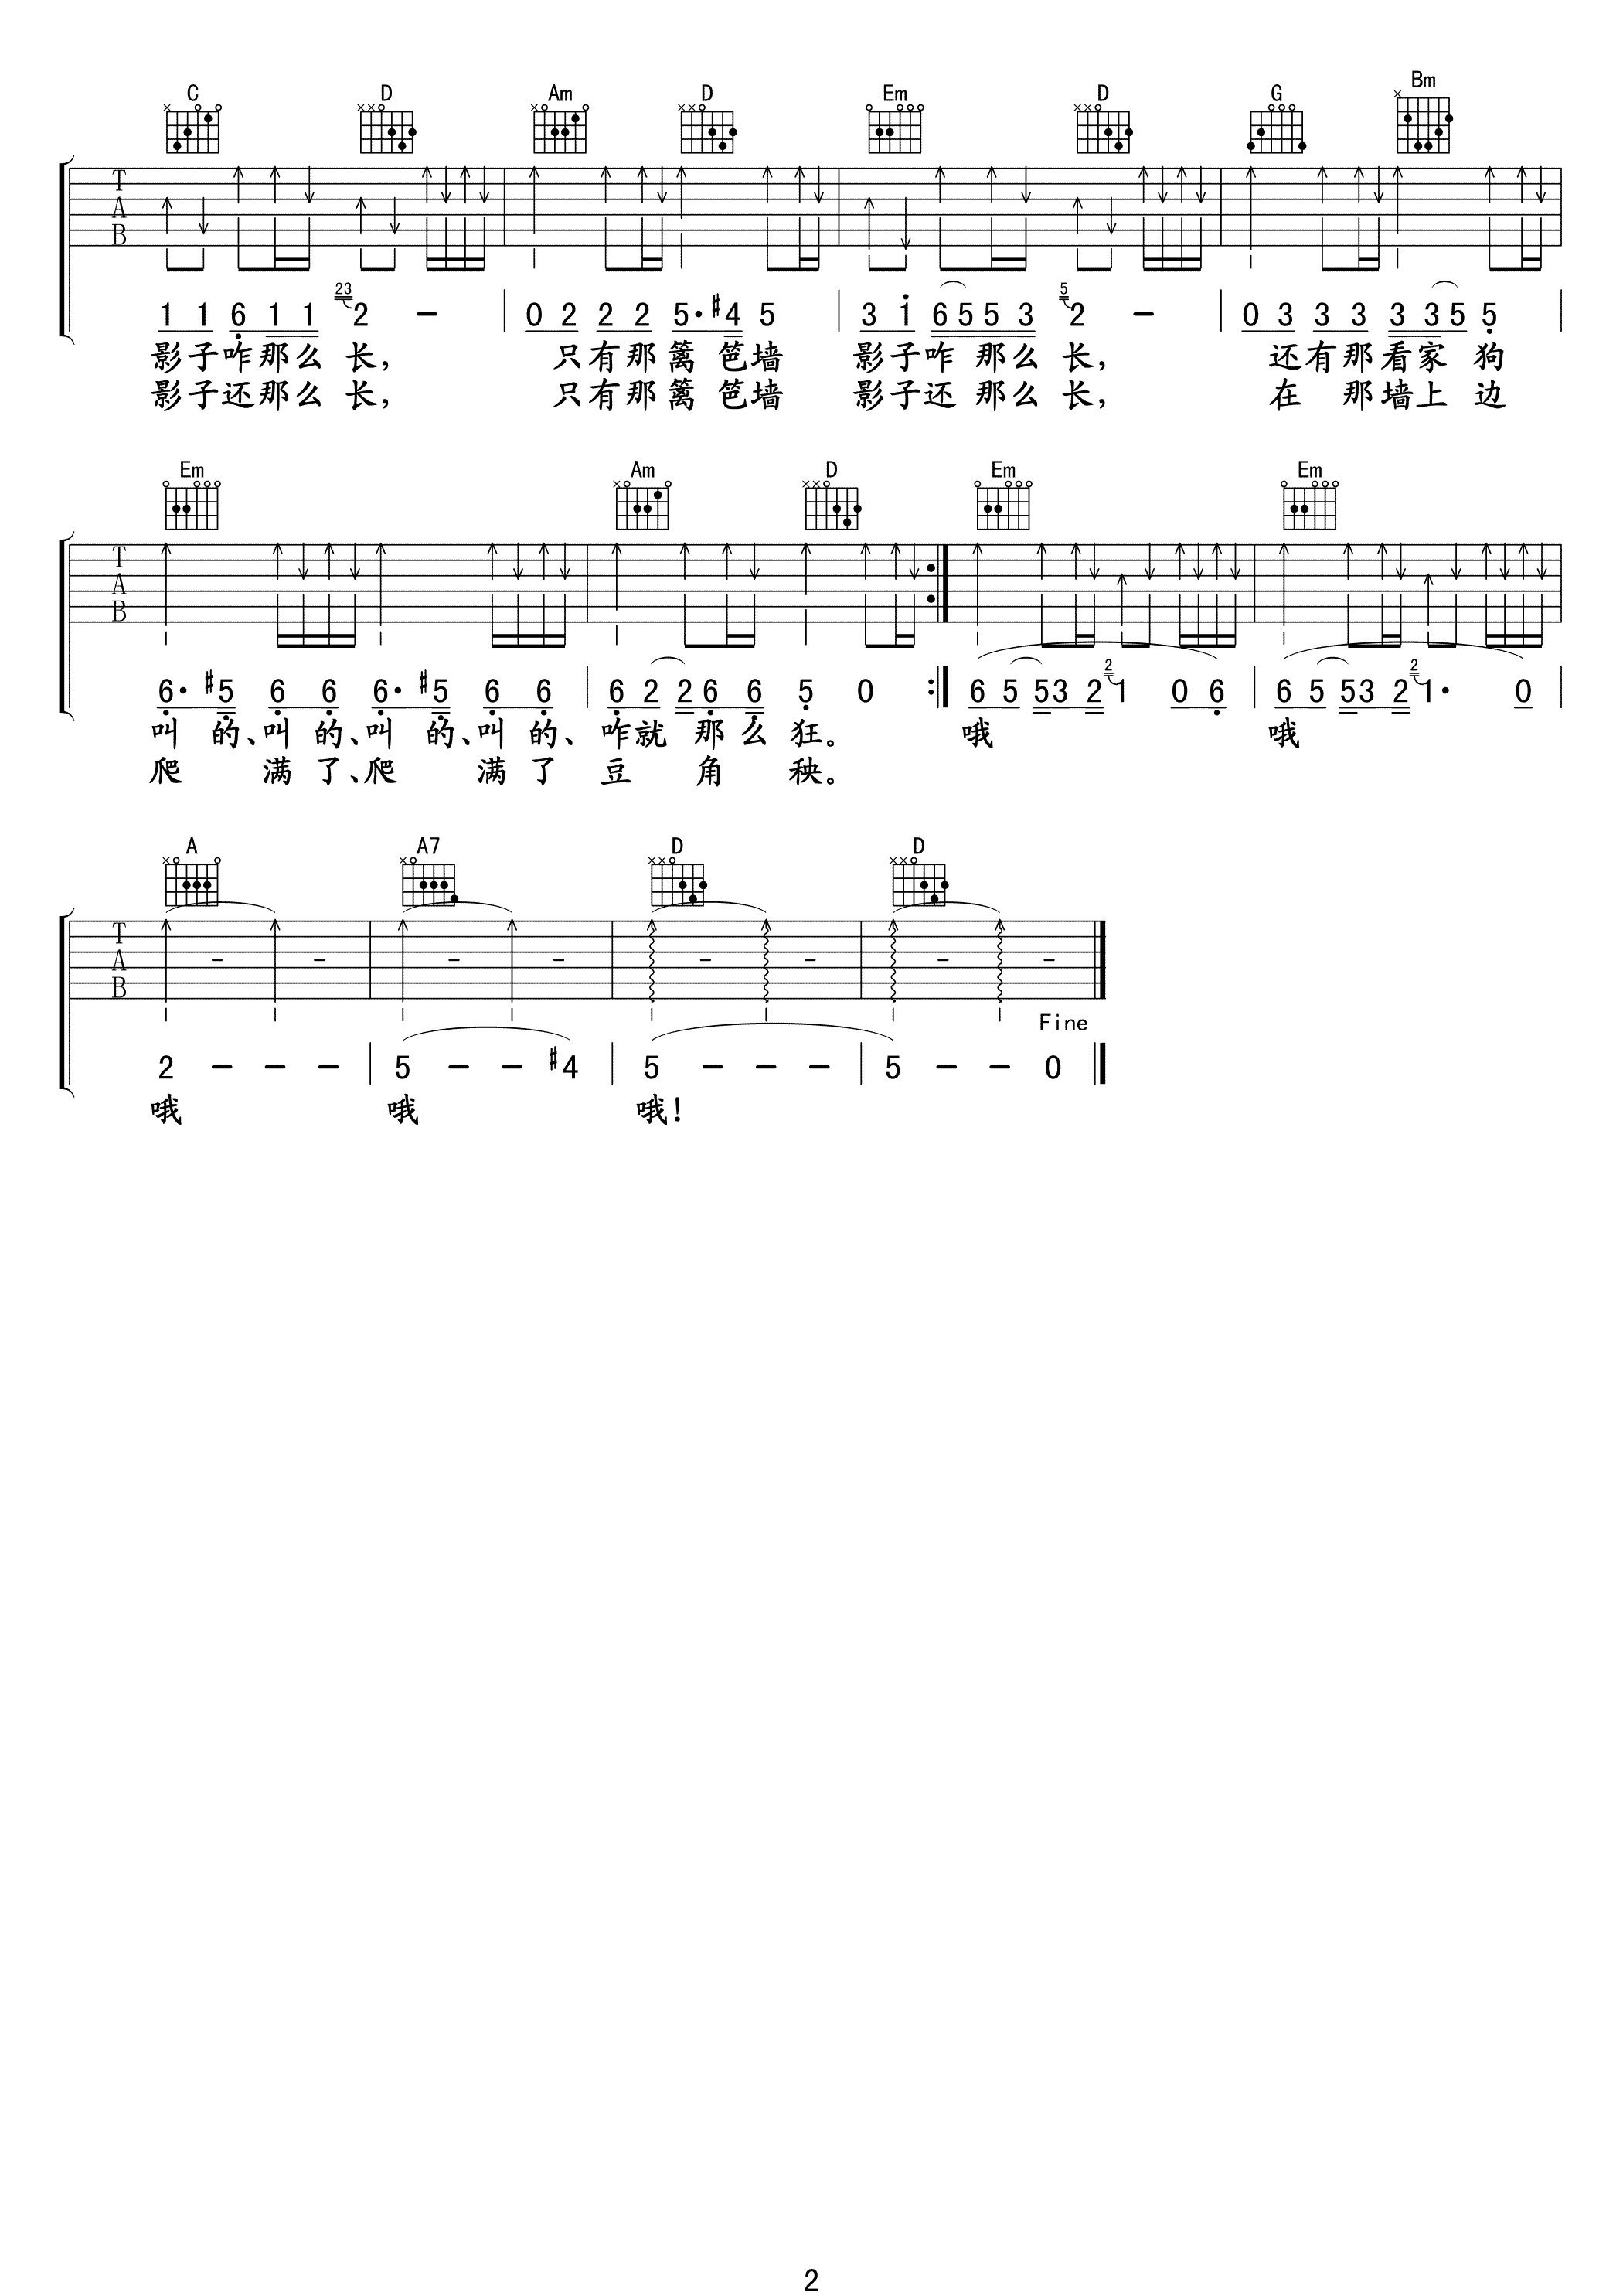 C D Am D Em D G Bm
T
A
B
1 1 6 1 1 23 2 - 0 2 2 2 5· #4 5 3 1 6 5 5 3 5 2 - 0 3 3 3 3 3 5 5
影子咋那么长， 只有那篱笆墙 影子咋那么长， 还有那看家狗
影子还那么长， 只有那篱笆墙 影子还那么长， 在那墙上边
Em Am D Em Em
T
A
B
6· #5 6 6 6· #5 6 6 6 2 2 6 6 5 0 6 5 5 3 2 2 1 0 6 6 5 5 3 2 2 1· 0
叫的、叫的、叫的、叫的、咋就那么狂。 哦 哦
爬满了、爬满了豆角秧。
A A7 D D
T
A
B
Fine
2 - - - 5 - - #4 5 - - - 5 - - 0
哦 哦 哦！
2